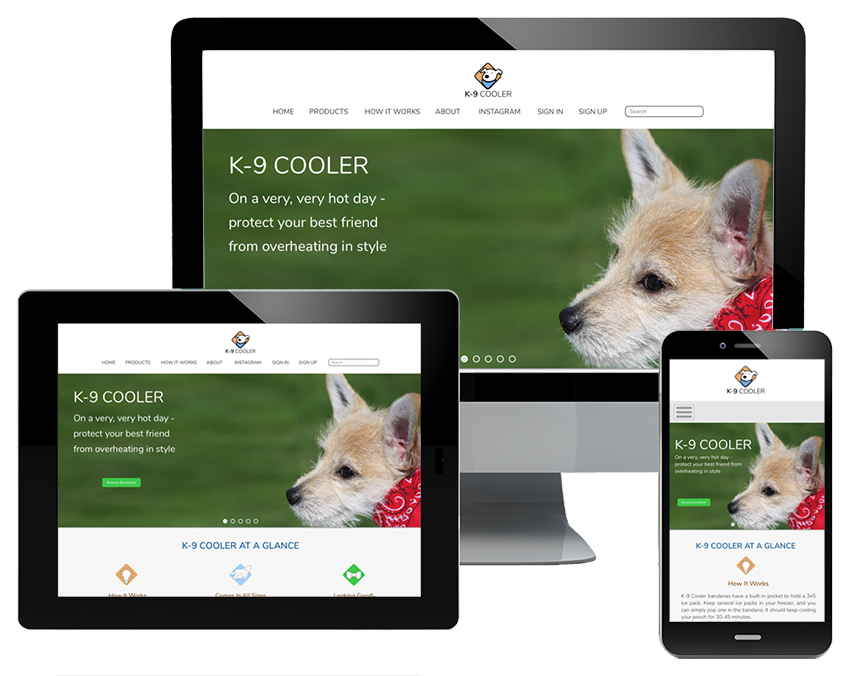 K-9 COOLER
HOME PRODUCTS HOW IT WORKS ABOUT INSTAGRAM SIGN IN SIGN UP Search
K-9 COOLER
On a very, very hot day -
protect your best friend
from overheating in style
K-9 COOLER
HOME PRODUCTS HOW IT WORKS ABOUT INSTAGRAM SIGN IN SIGN UP Search
K-9 COOLER
On a very, very hot day -
protect your best friend
from overheating in style
K-9 COOLER AT A GLANCE
How It Works Comes In All Sizes Looking Good!
K-9 COOLER
K-9 COOLER
On a very, very hot day -
protect your best friend
from overheating in style
K-9 COOLER AT A GLANCE
How It Works
K-9 Cooler bandanas have a built-in pocket to hold a 3x5
ice pack. Keep several ice packs in your freezer, and you
can simply pop one in the bandana. It should keep cooling
your pooch for 30-45 minutes.